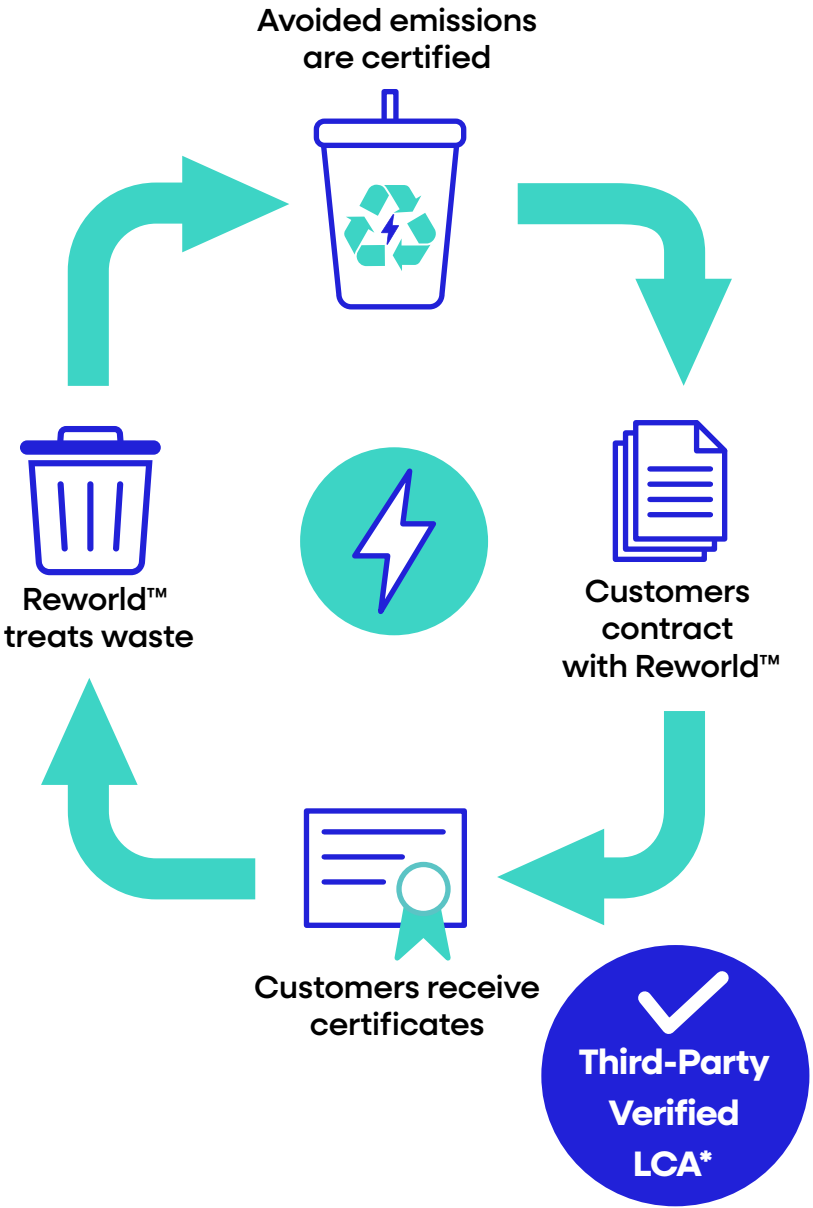 Avoided emissions
are certified
Reworld™
treats waste
Customers
contract
with Reworld™
Customers receive
certificates
Third-Party
Verified
LCA*